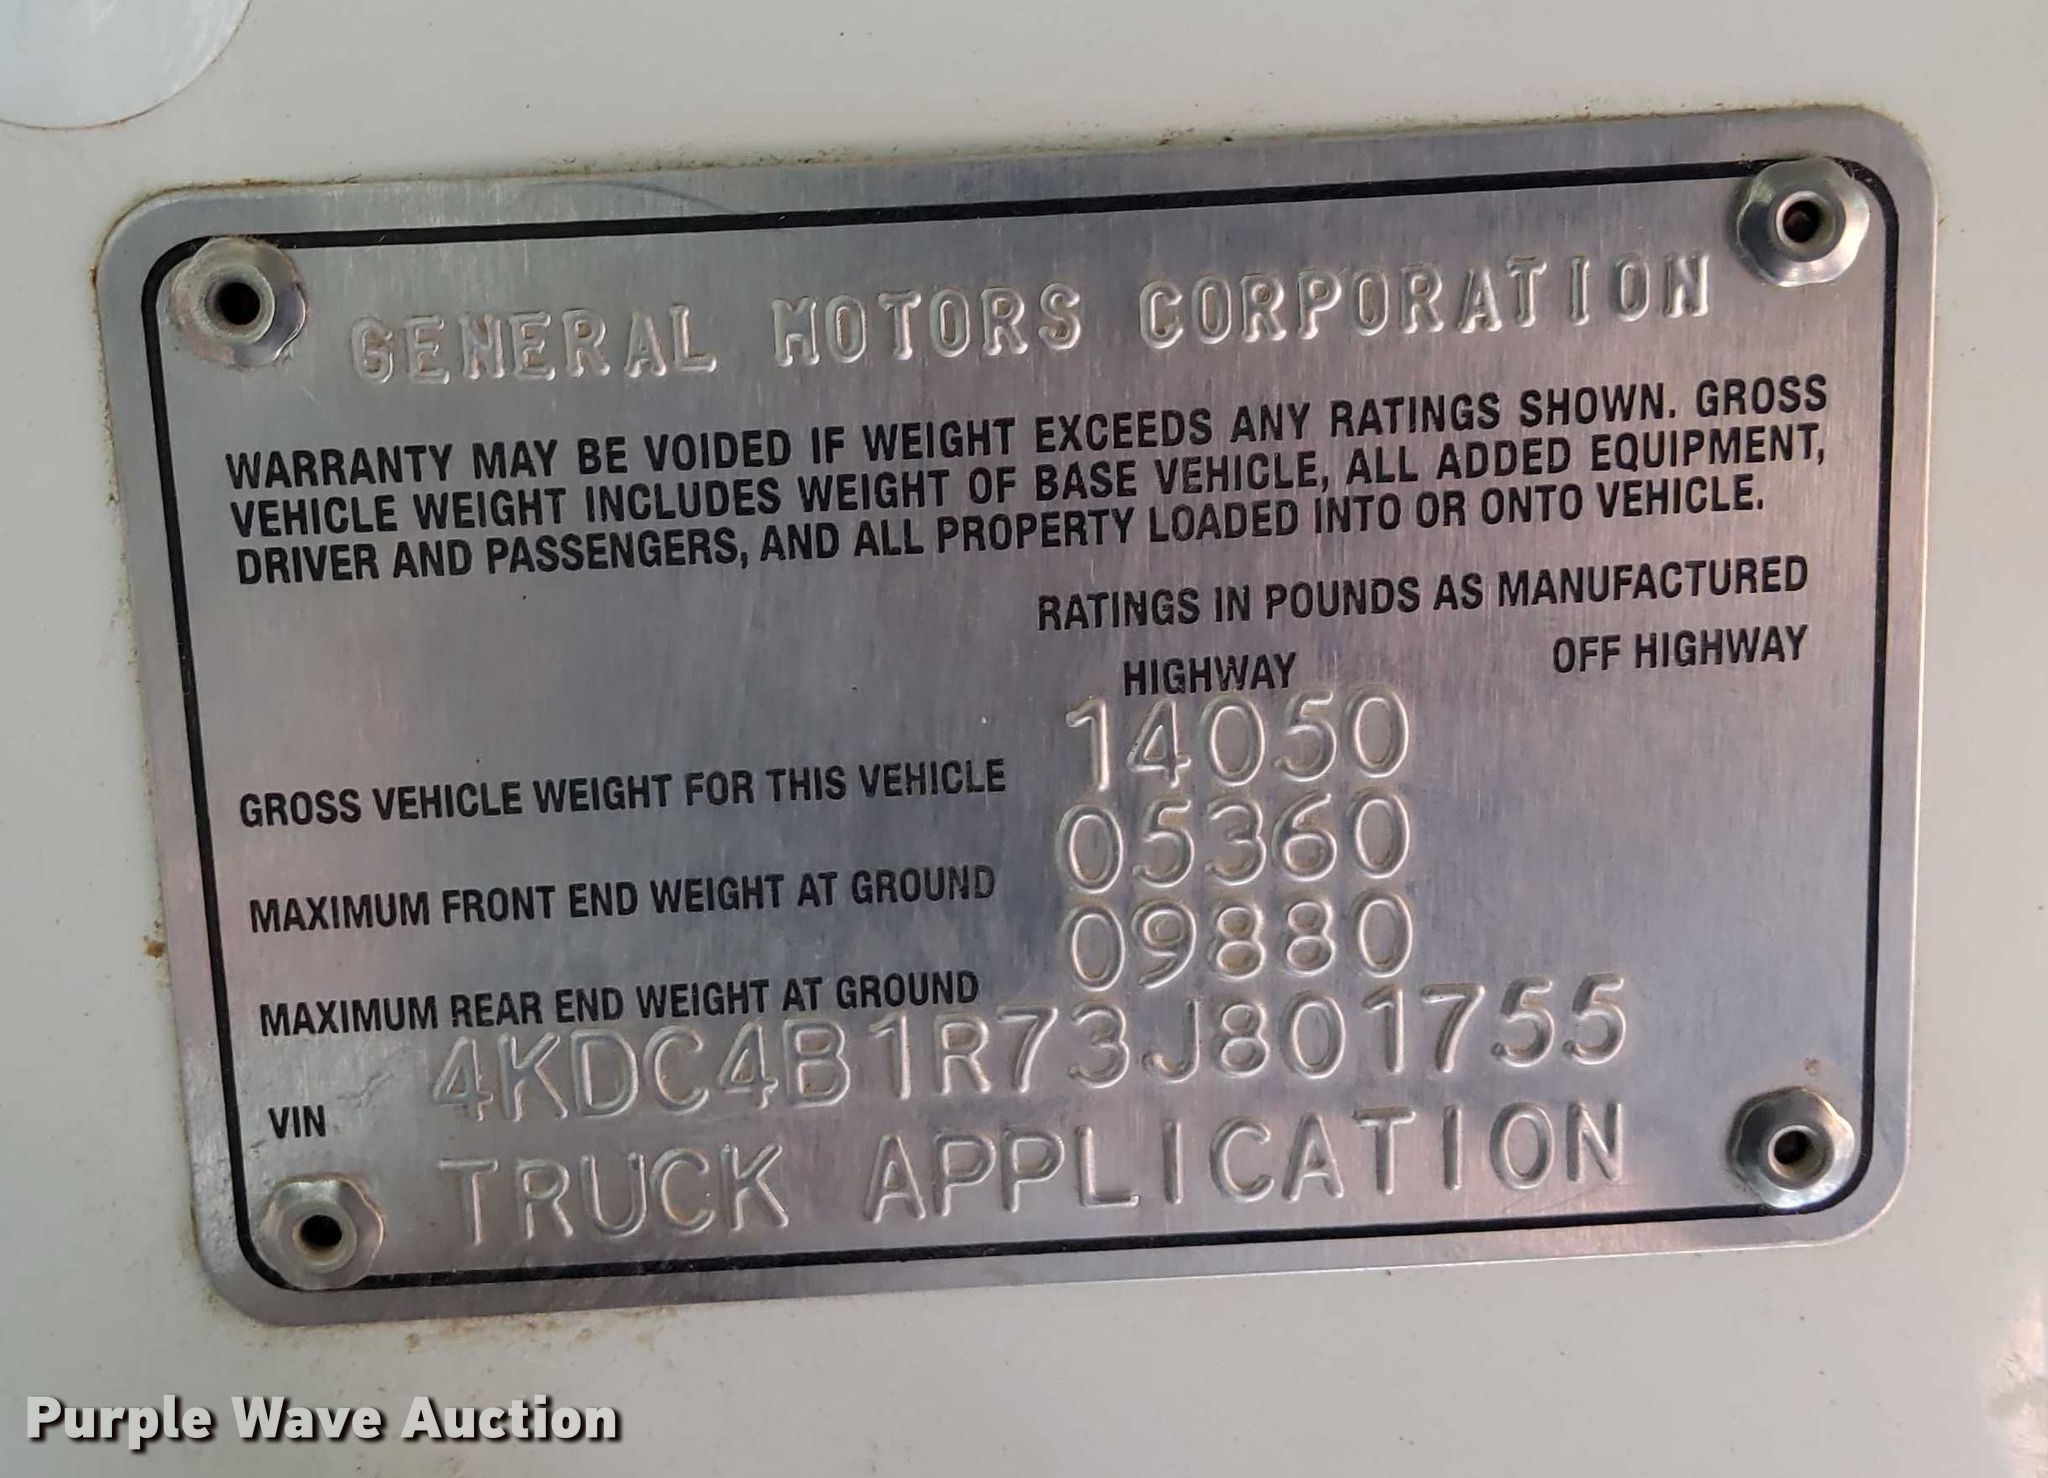 GENERAL MOTORS CORPORATION
WARRANTY MAY BE VOIDED IF WEIGHT EXCEEDS ANY RATINGS SHOWN. GROSS
VEHICLE WEIGHT INCLUDES WEIGHT OF BASE VEHICLE, ALL ADDED EQUIPMENT,
DRIVER AND PASSENGERS, AND ALL PROPERTY LOADED INTO OR ONTO VEHICLE.
RATINGS IN POUNDS AS MANUFACTURED
HIGHWAY OFF HIGHWAY
GROSS VEHICLE WEIGHT FOR THIS VEHICLE 14050
MAXIMUM FRONT END WEIGHT AT GROUND 05360
MAXIMUM REAR END WEIGHT AT GROUND 09880
VIN 4KDC4B1R73J801755
TRUCK APPLICATION
Purple Wave Auction